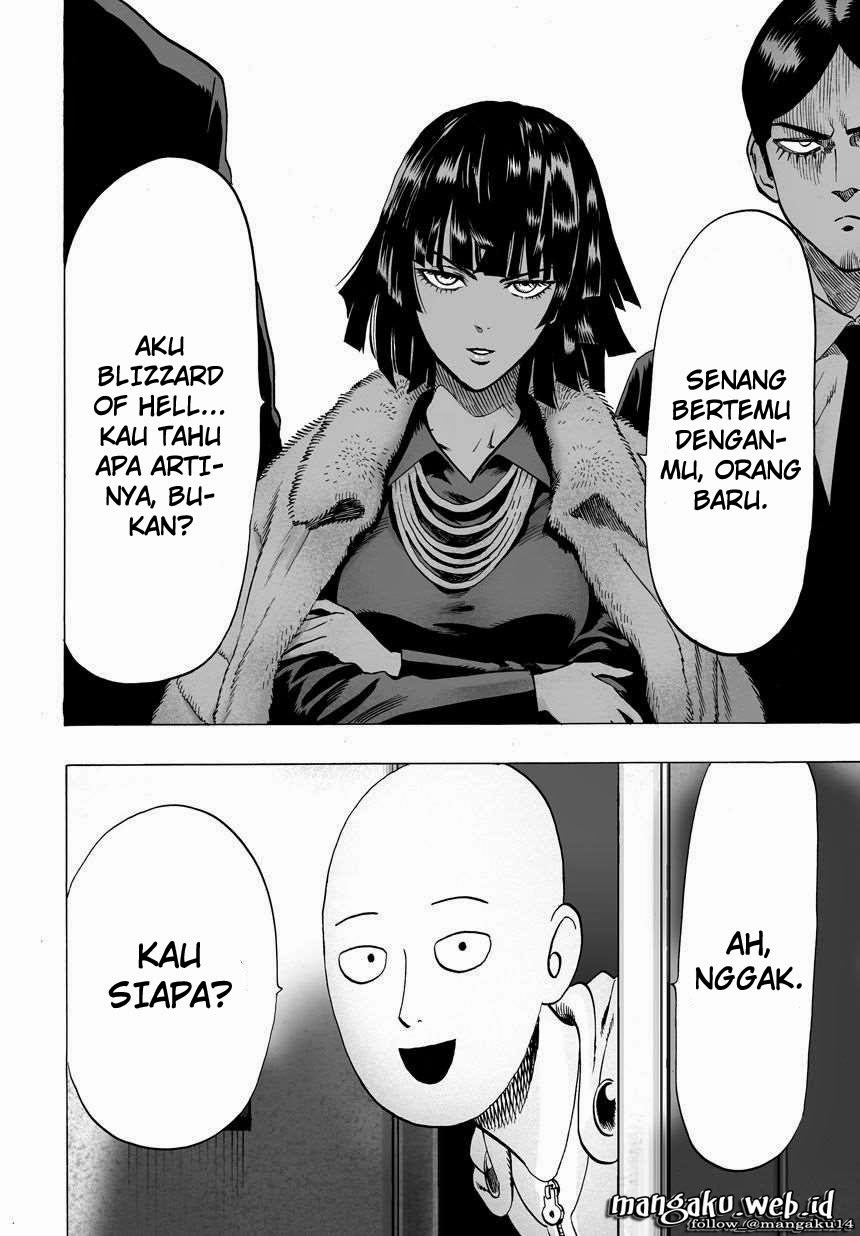 SENANG
BERTEMU
DENGAN-
MU, ORANG
BARU.
AKU
BLIZZARD
OF HELL...
KAU TAHU
APA ARTI-
NYA, BU-
KAN?
AH,
NGGAK.
KAU
SIAPA?
mangaku.web.id
follow @mangaku14